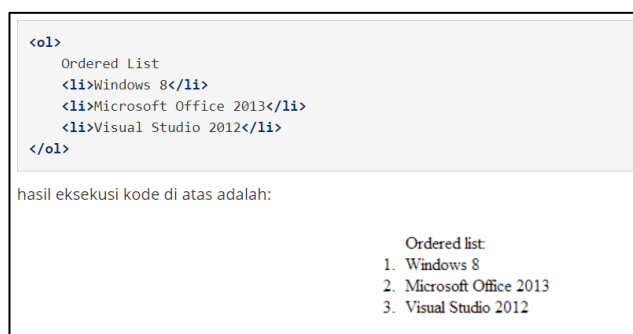 <ol>
Ordered List
<li>Windows 8</li>
<li>Microsoft Office 2013</li>
<li>Visual Studio 2012</li>
</ol>
hasil eksekusi kode di atas adalah:
Ordered list:
1. Windows 8
2. Microsoft Office 2013
3. Visual Studio 2012